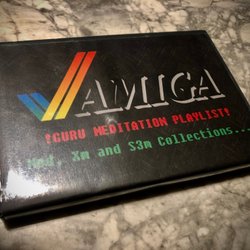 AMIGA
!GURU MEDITATION PLAYLIST!
Mod, Xm and S3m Collections..